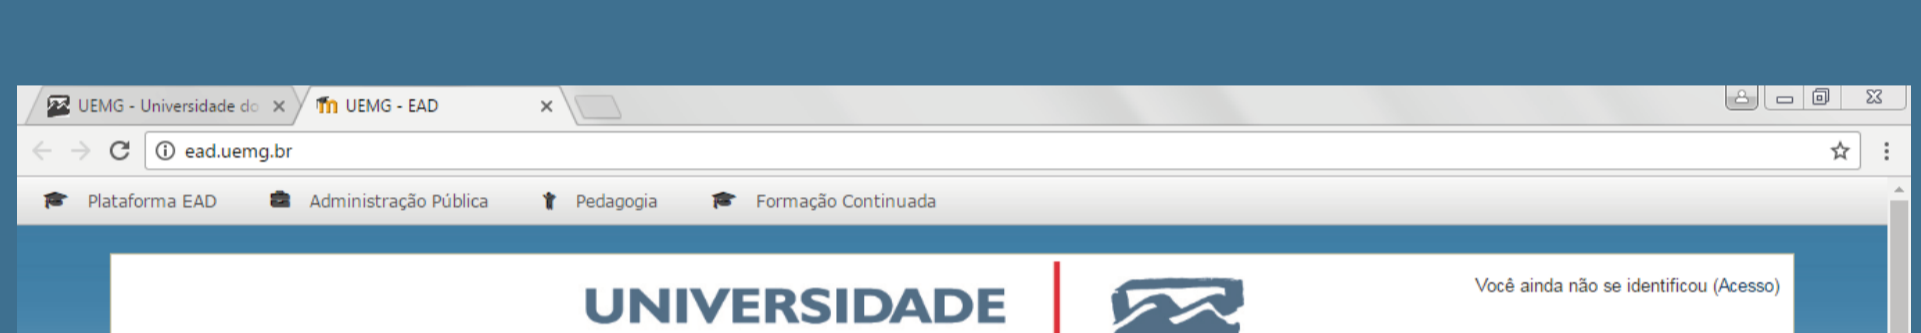 UEMG - Universidade do
UEMG - EAD
ead.uemg.br
Plataforma EAD Administração Pública Pedagogia Formação Continuada
Você ainda não se identificou (Acesso)
UNIVERSIDADE